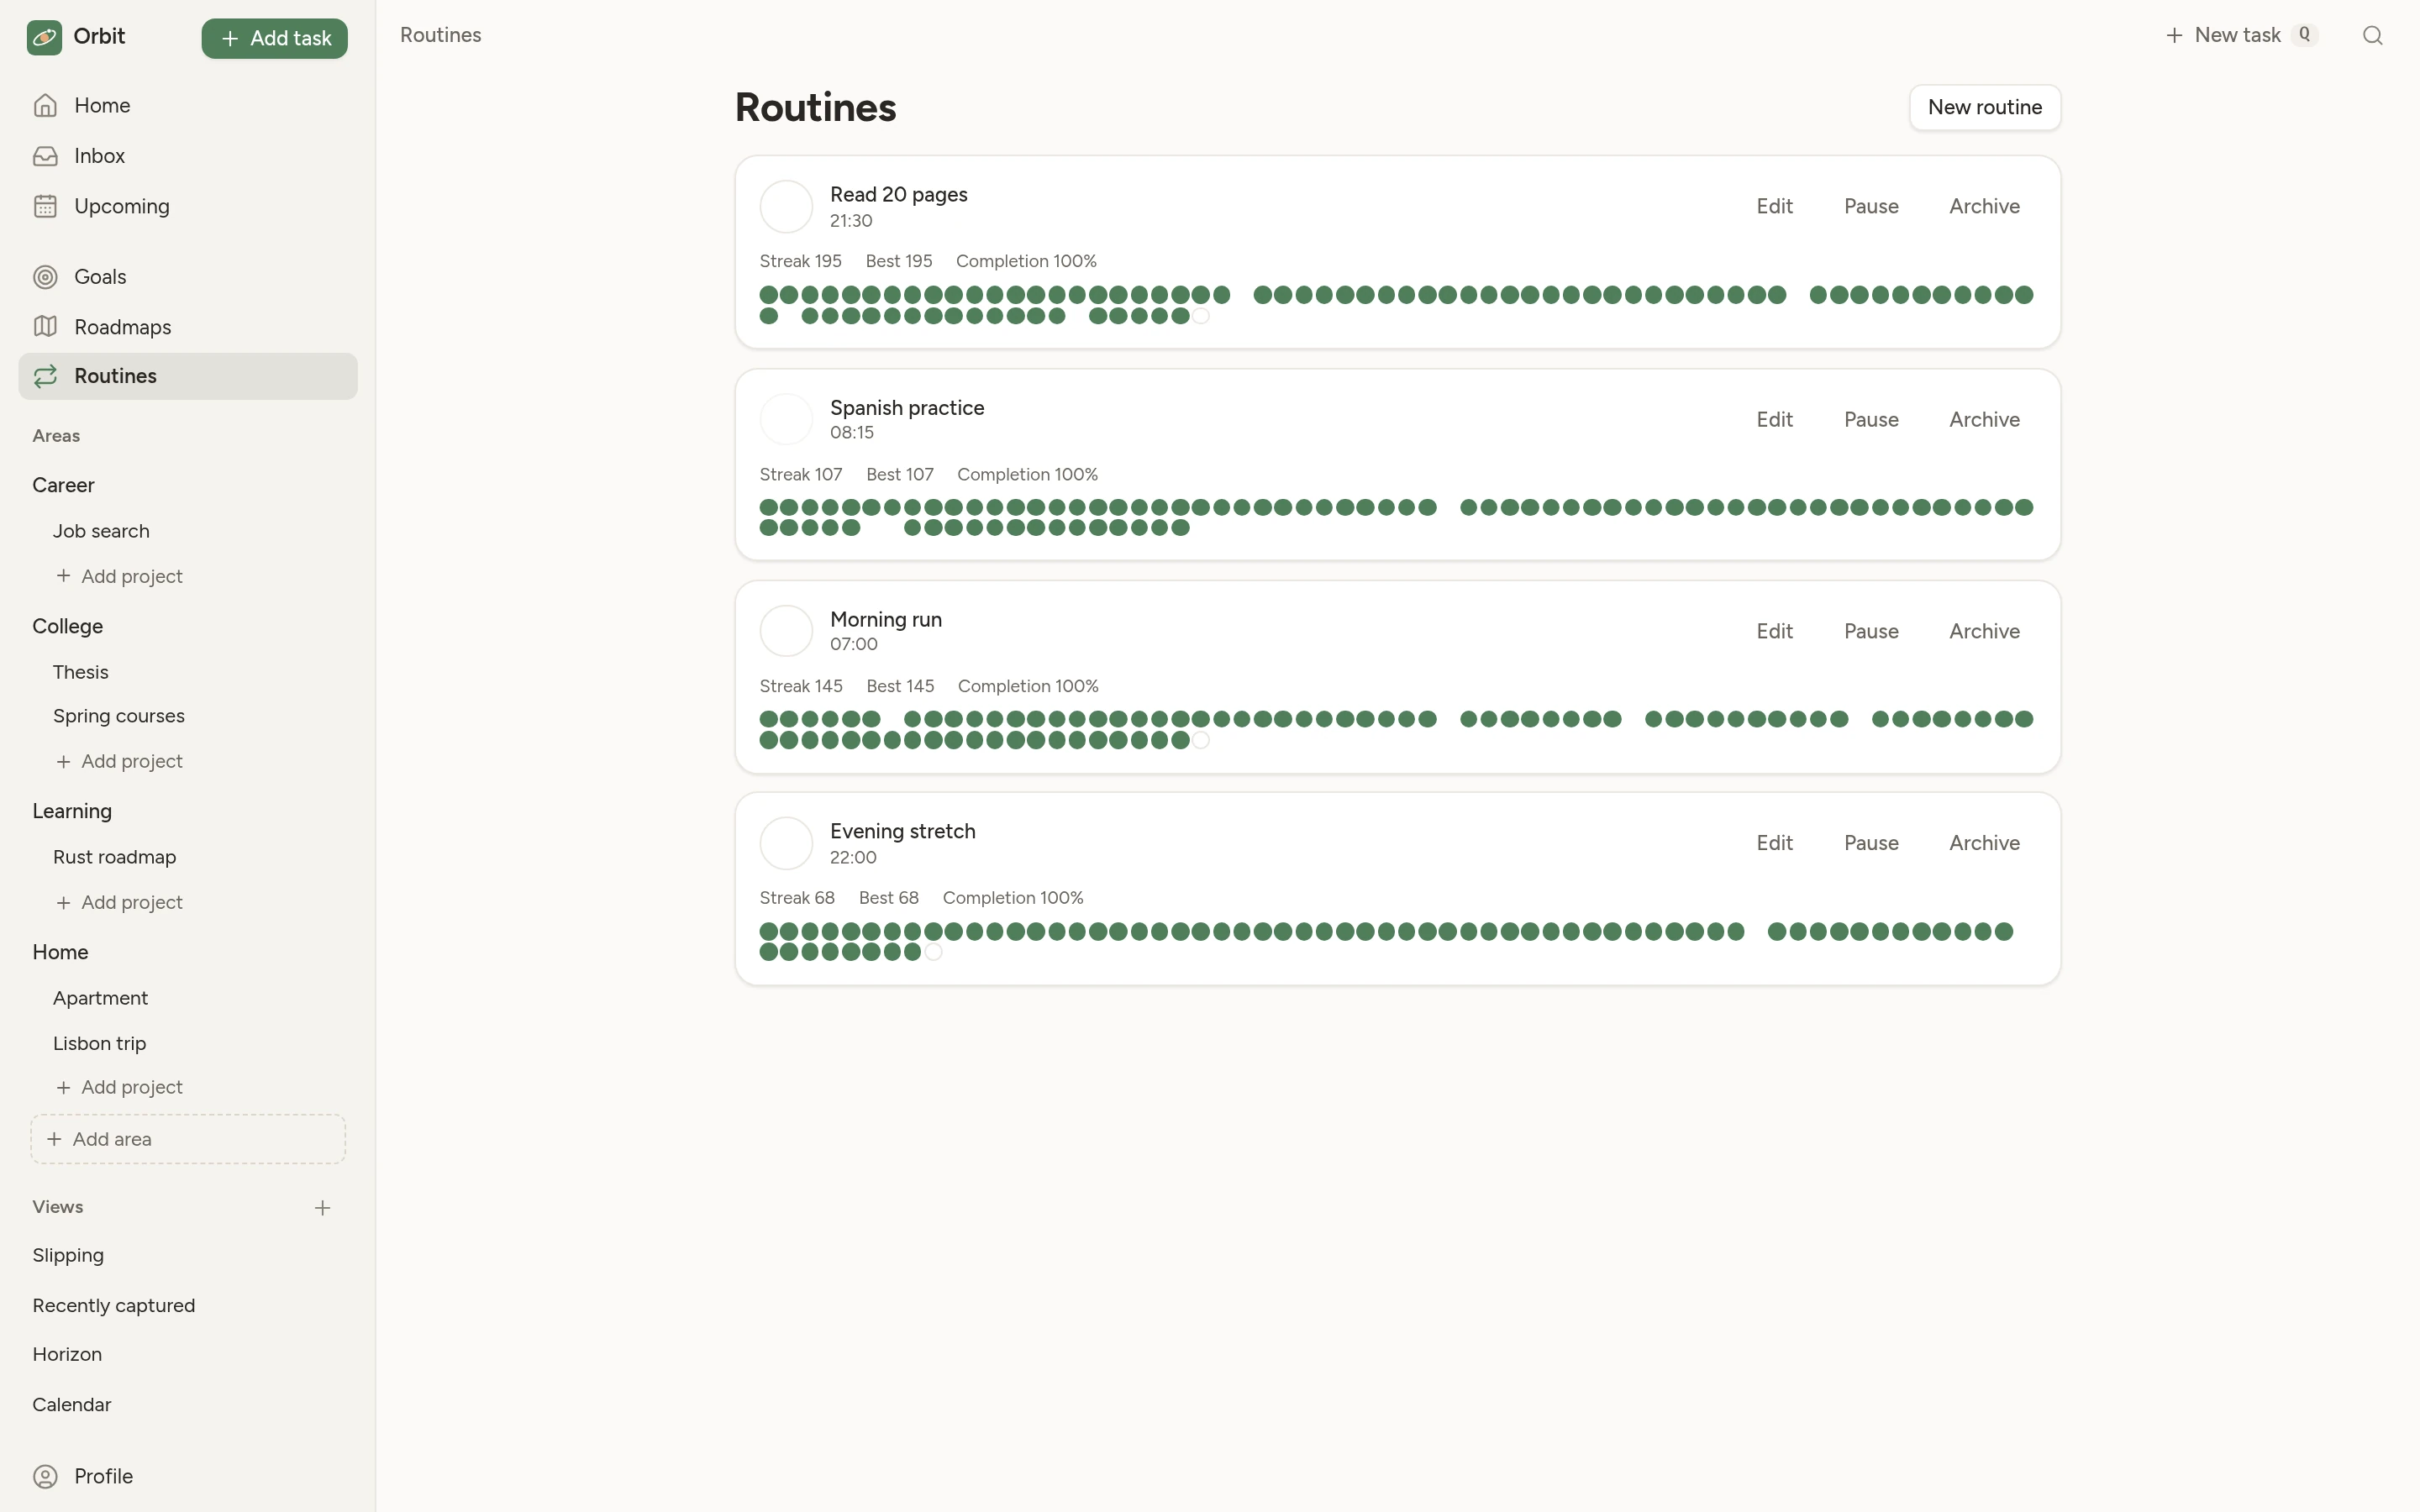 Orbit
Add task
Home
Inbox
Upcoming
Goals
Roadmaps
Routines
Areas
Career
Job search
Add project
College
Thesis
Spring courses
Add project
Learning
Rust roadmap
Add project
Home
Apartment
Lisbon trip
Add project
Add area
Views
Slipping
Recently captured
Horizon
Calendar
Profile
Routines
New task Q
Routines
New routine
Read 20 pages
21:30
Edit Pause Archive
Streak 195 Best 195 Completion 100%
Spanish practice
08:15
Edit Pause Archive
Streak 107 Best 107 Completion 100%
Morning run
07:00
Edit Pause Archive
Streak 145 Best 145 Completion 100%
Evening stretch
22:00
Edit Pause Archive
Streak 68 Best 68 Completion 100%